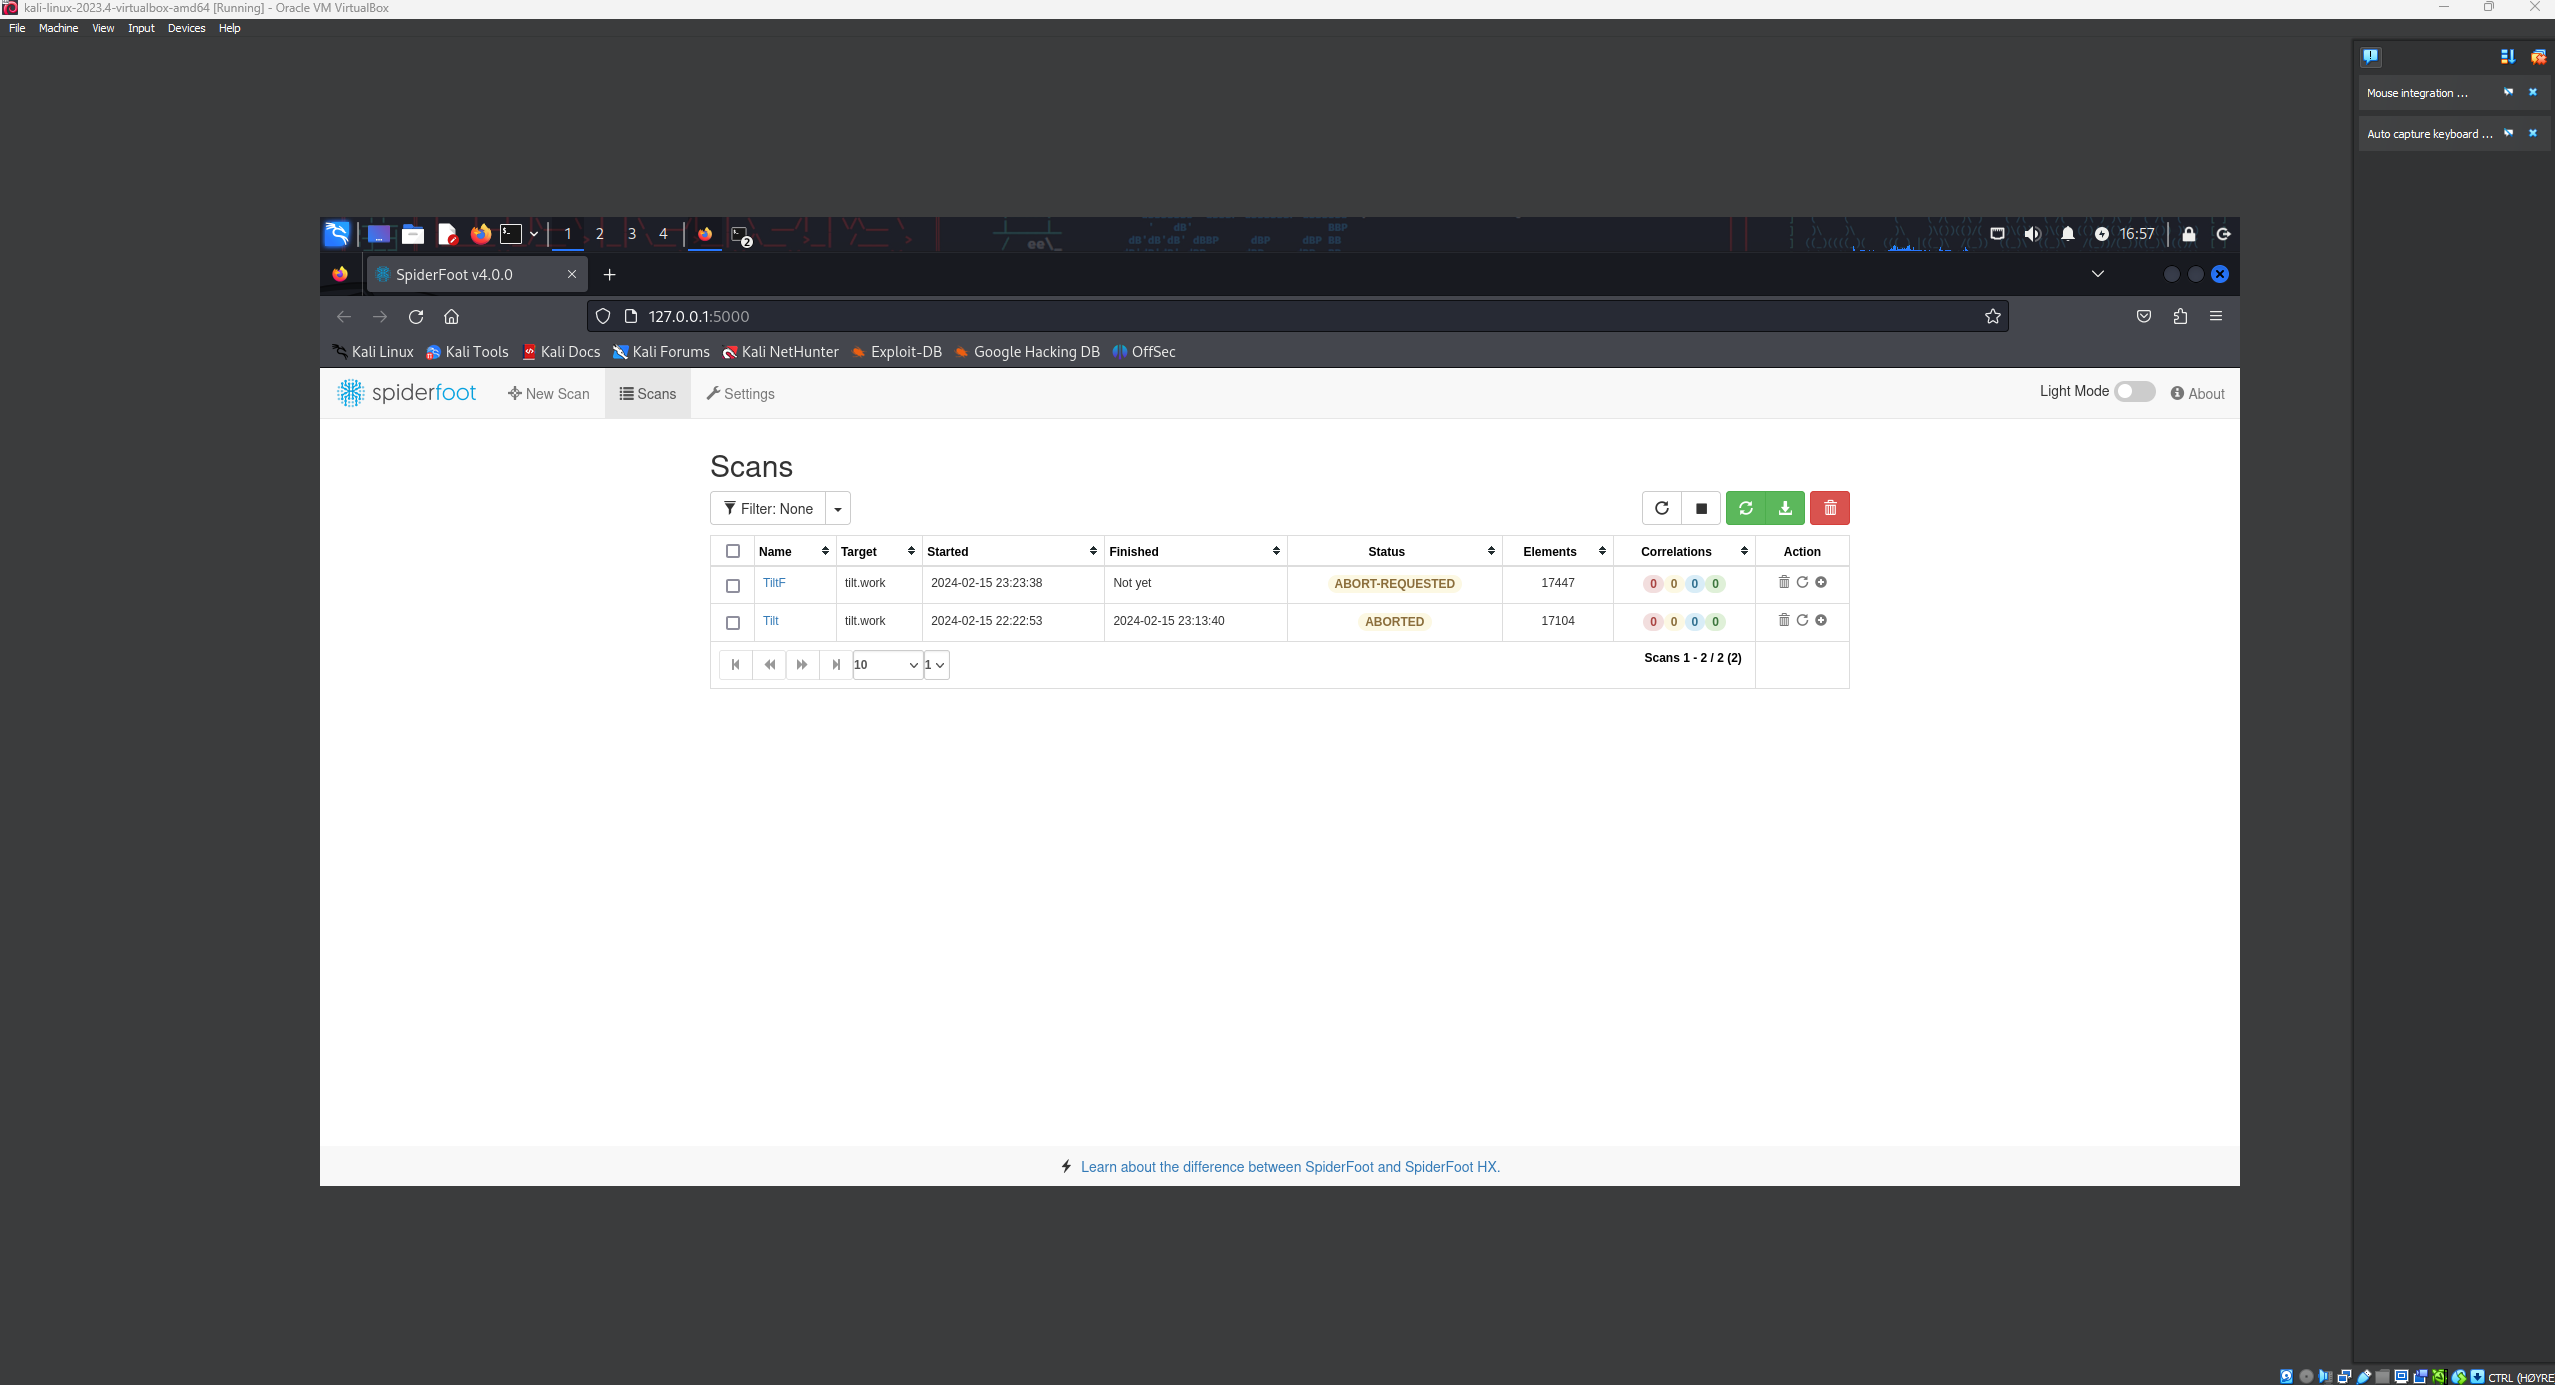 kali-linux-2023.4-virtualbox-amd64 [Running] - Oracle VM VirtualBox
File Machine View Input Devices Help
Mouse integration ...
Auto capture keyboard ...
1 2 3 4 2 16:57
SpiderFoot v4.0.0
127.0.0.1:5000
Kali Linux Kali Tools Kali Docs Kali Forums Kali NetHunter Exploit-DB Google Hacking DB OffSec
spiderfoot New Scan Scans Settings Light Mode About
Scans
Filter: None
Name Target Started Finished Status Elements Correlations Action
TiltF tilt.work 2024-02-15 23:23:38 Not yet ABORT-REQUESTED 17447 0 0 0 0
Tilt tilt.work 2024-02-15 22:22:53 2024-02-15 23:13:40 ABORTED 17104 0 0 0 0
10 1 Scans 1 - 2 / 2 (2)
Learn about the difference between SpiderFoot and SpiderFoot HX.
CTRL (HØYRE